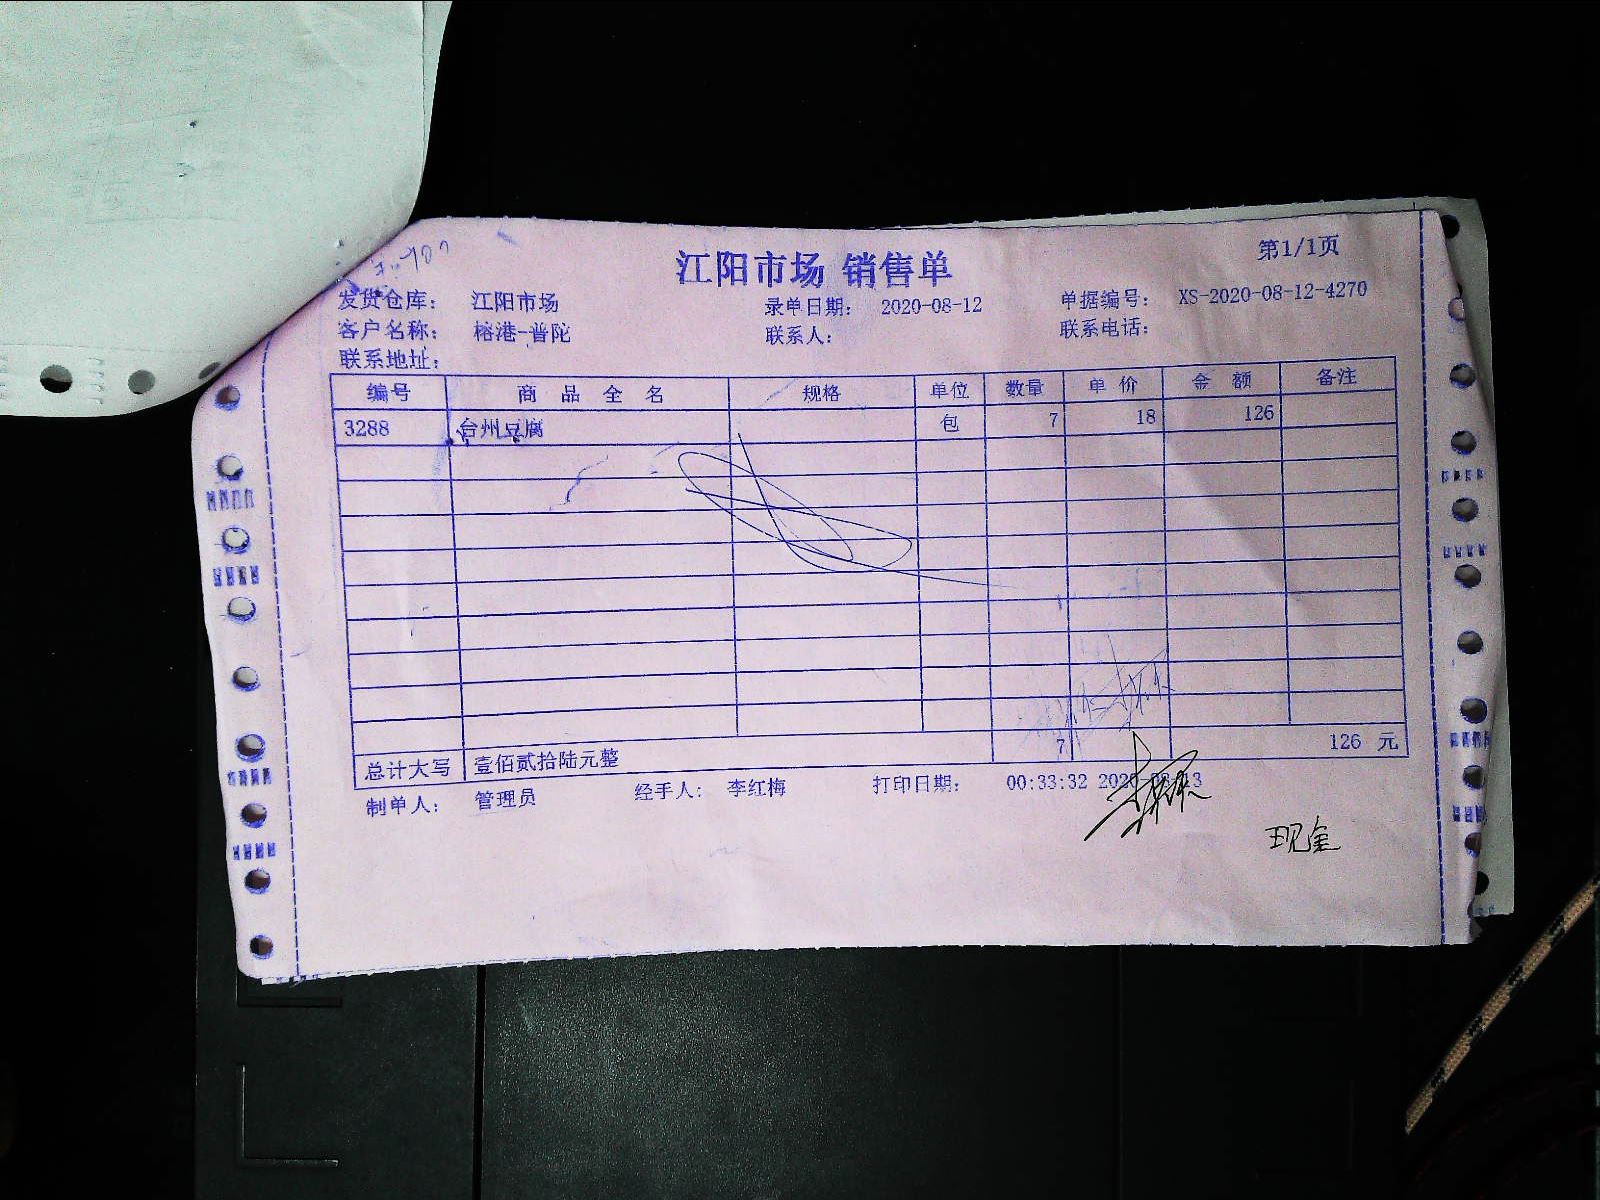 江阳市场 销售单
第1/1页
发货仓库： 江阳市场 录单日期： 2020-08-12 单据编号： XS-2020-08-12-4270
客户名称： 榕港-普陀 联系人： 联系电话：
联系地址：
编号 商品全名 规格 单位 数量 单价 金额 备注
3288 台州豆腐 包 7 18 126
总计大写 壹佰贰拾陆元整 7 126 元
制单人： 管理员 经手人： 李红梅 打印日期： 00:33:32 2020-08-13
现金